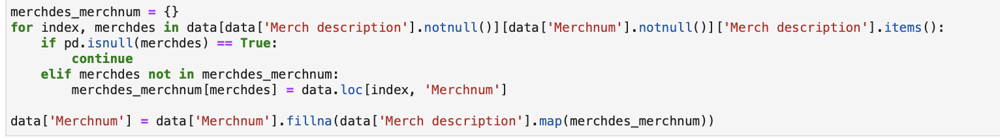 merchdes_merchnum = {}
for index, merchdes in data[data['Merch description'].notnull()][data['Merchnum'].notnull()]['Merch description'].items():
    if pd.isnull(merchdes) == True:
        continue
    elif merchdes not in merchdes_merchnum:
        merchdes_merchnum[merchdes] = data.loc[index, 'Merchnum']

data['Merchnum'] = data['Merchnum'].fillna(data['Merch description'].map(merchdes_merchnum))